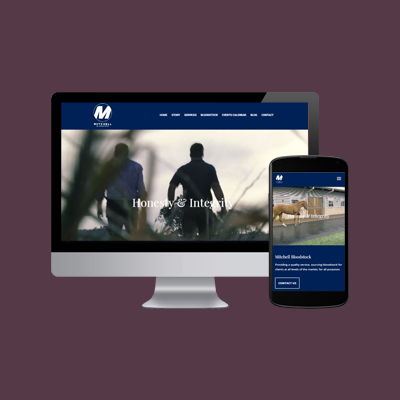 M
MITCHELL
HOME STORY SERVICES BLOODSTOCK EVENTS CALENDAR BLOG CONTACT
Honesty & Integrity
M
& Integrity
Mitchell Bloodstock
Providing a quality service, sourcing bloodstock for
clients at all levels of the market, for all purposes.
CONTACT US